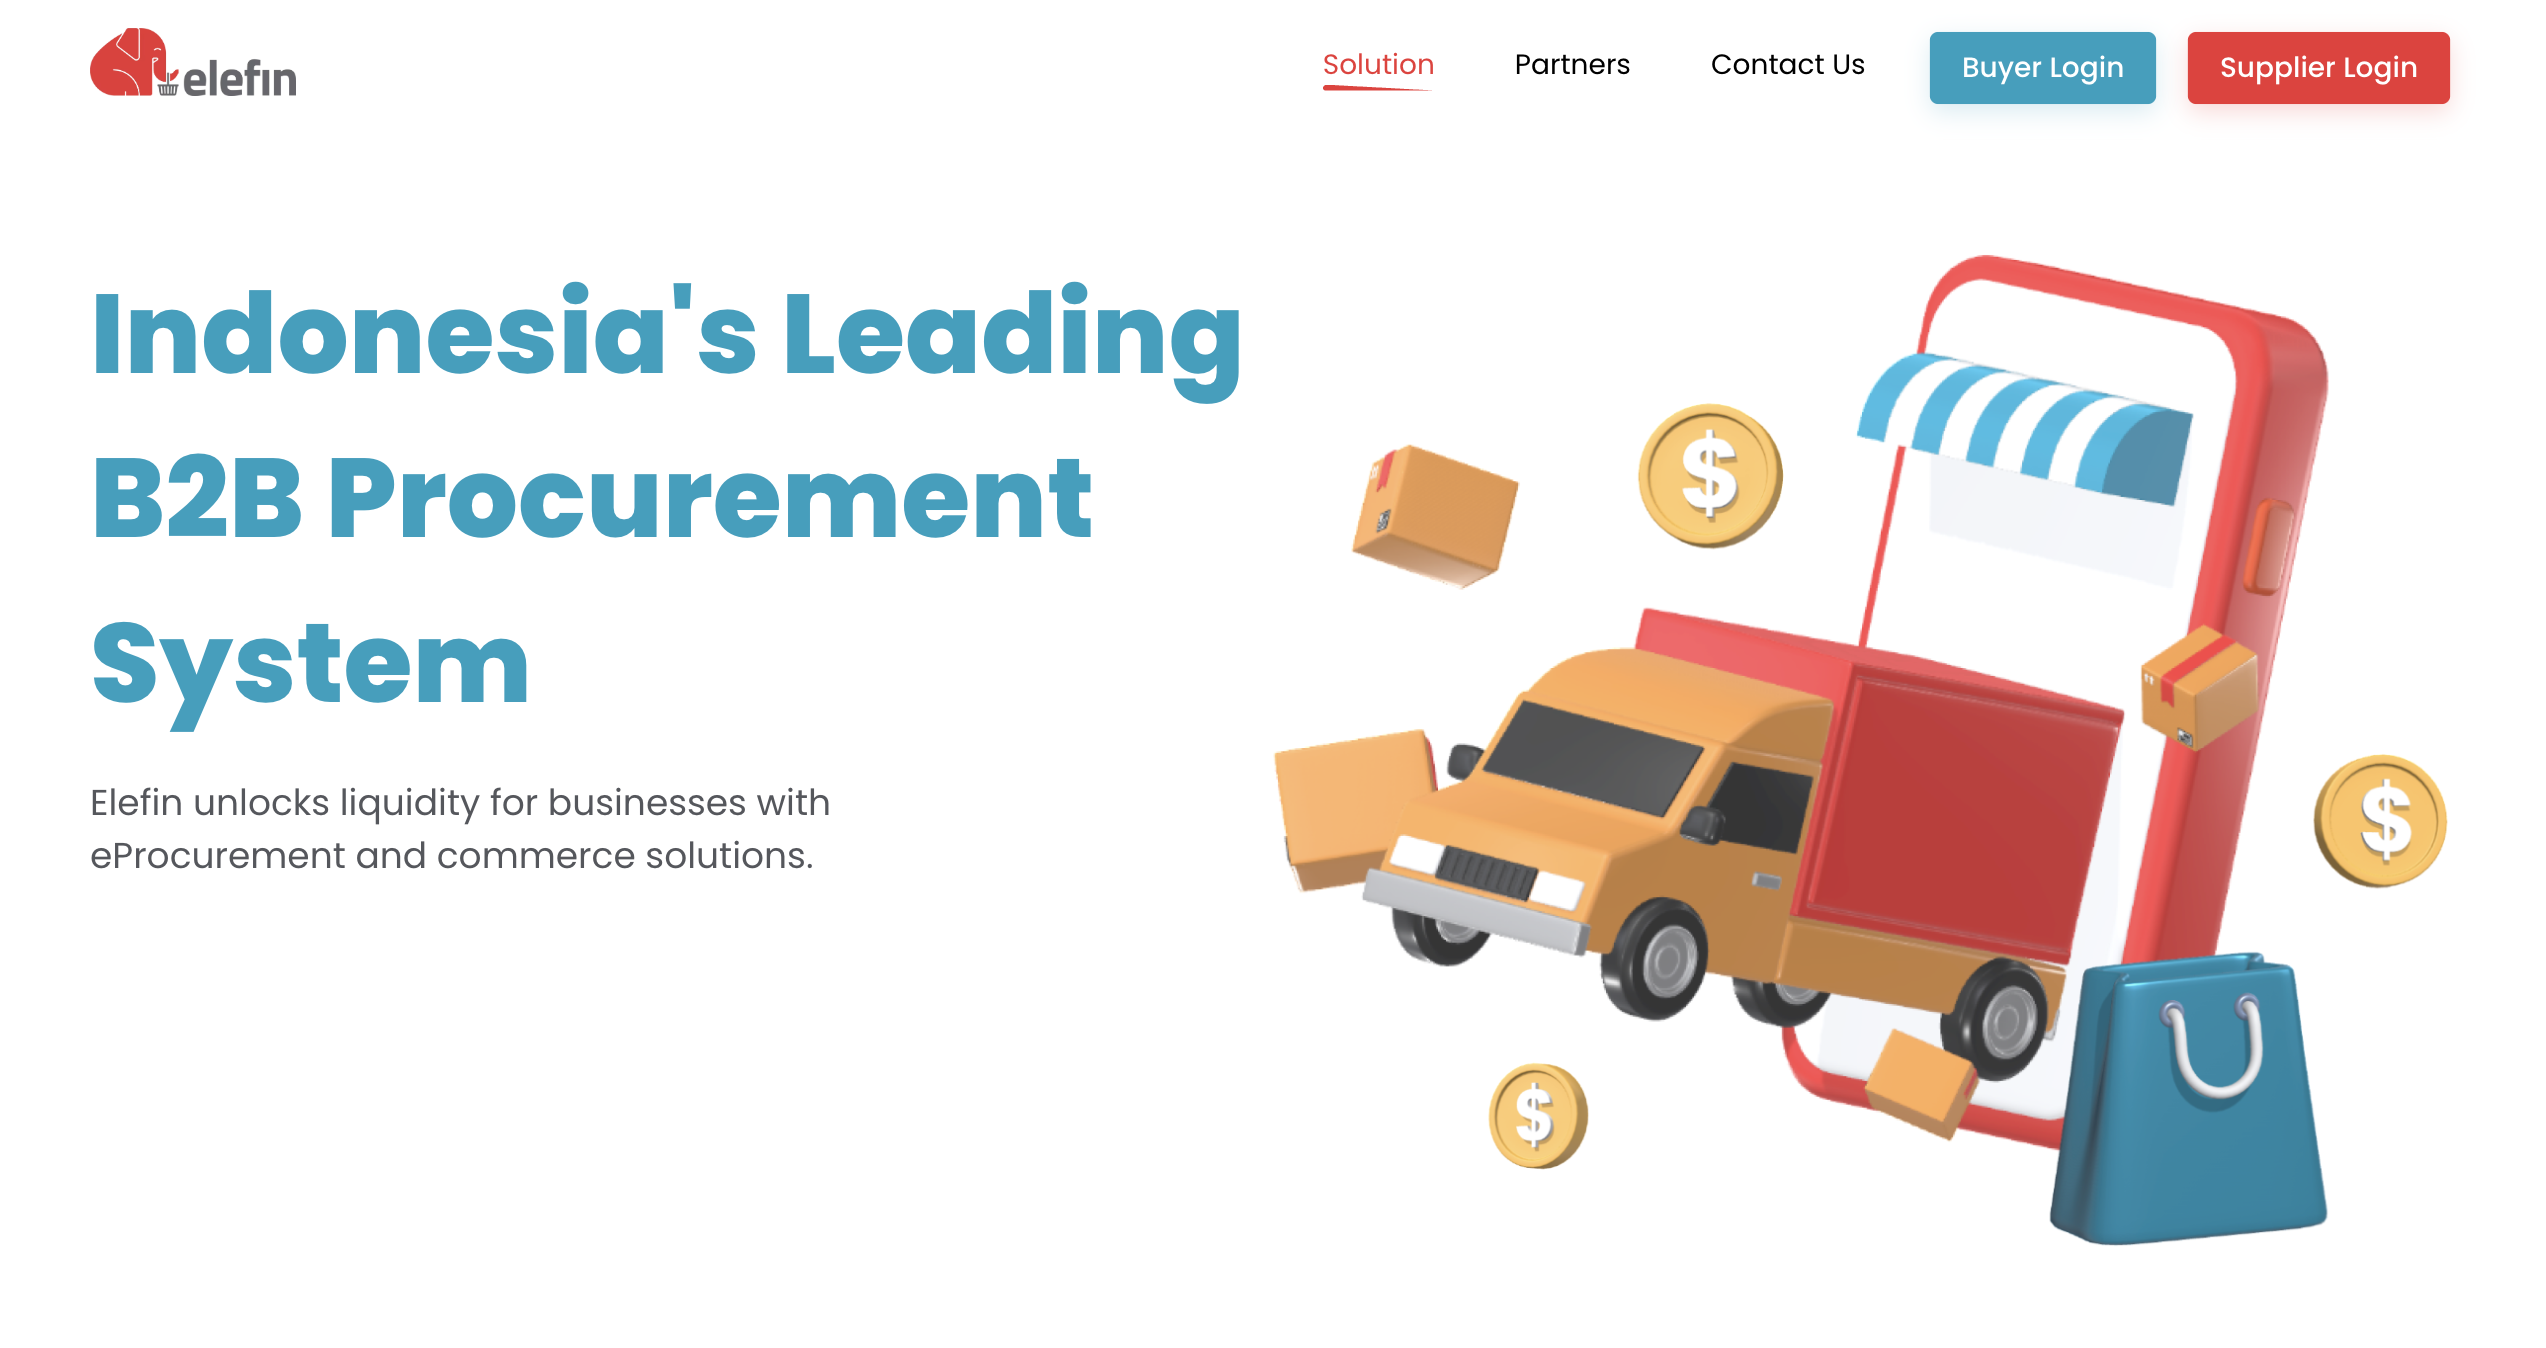 elefin
Solution
Partners
Contact Us
Buyer Login
Supplier Login
Indonesia's Leading
B2B Procurement
System
Elefin unlocks liquidity for businesses with
eProcurement and commerce solutions.
$
$
$